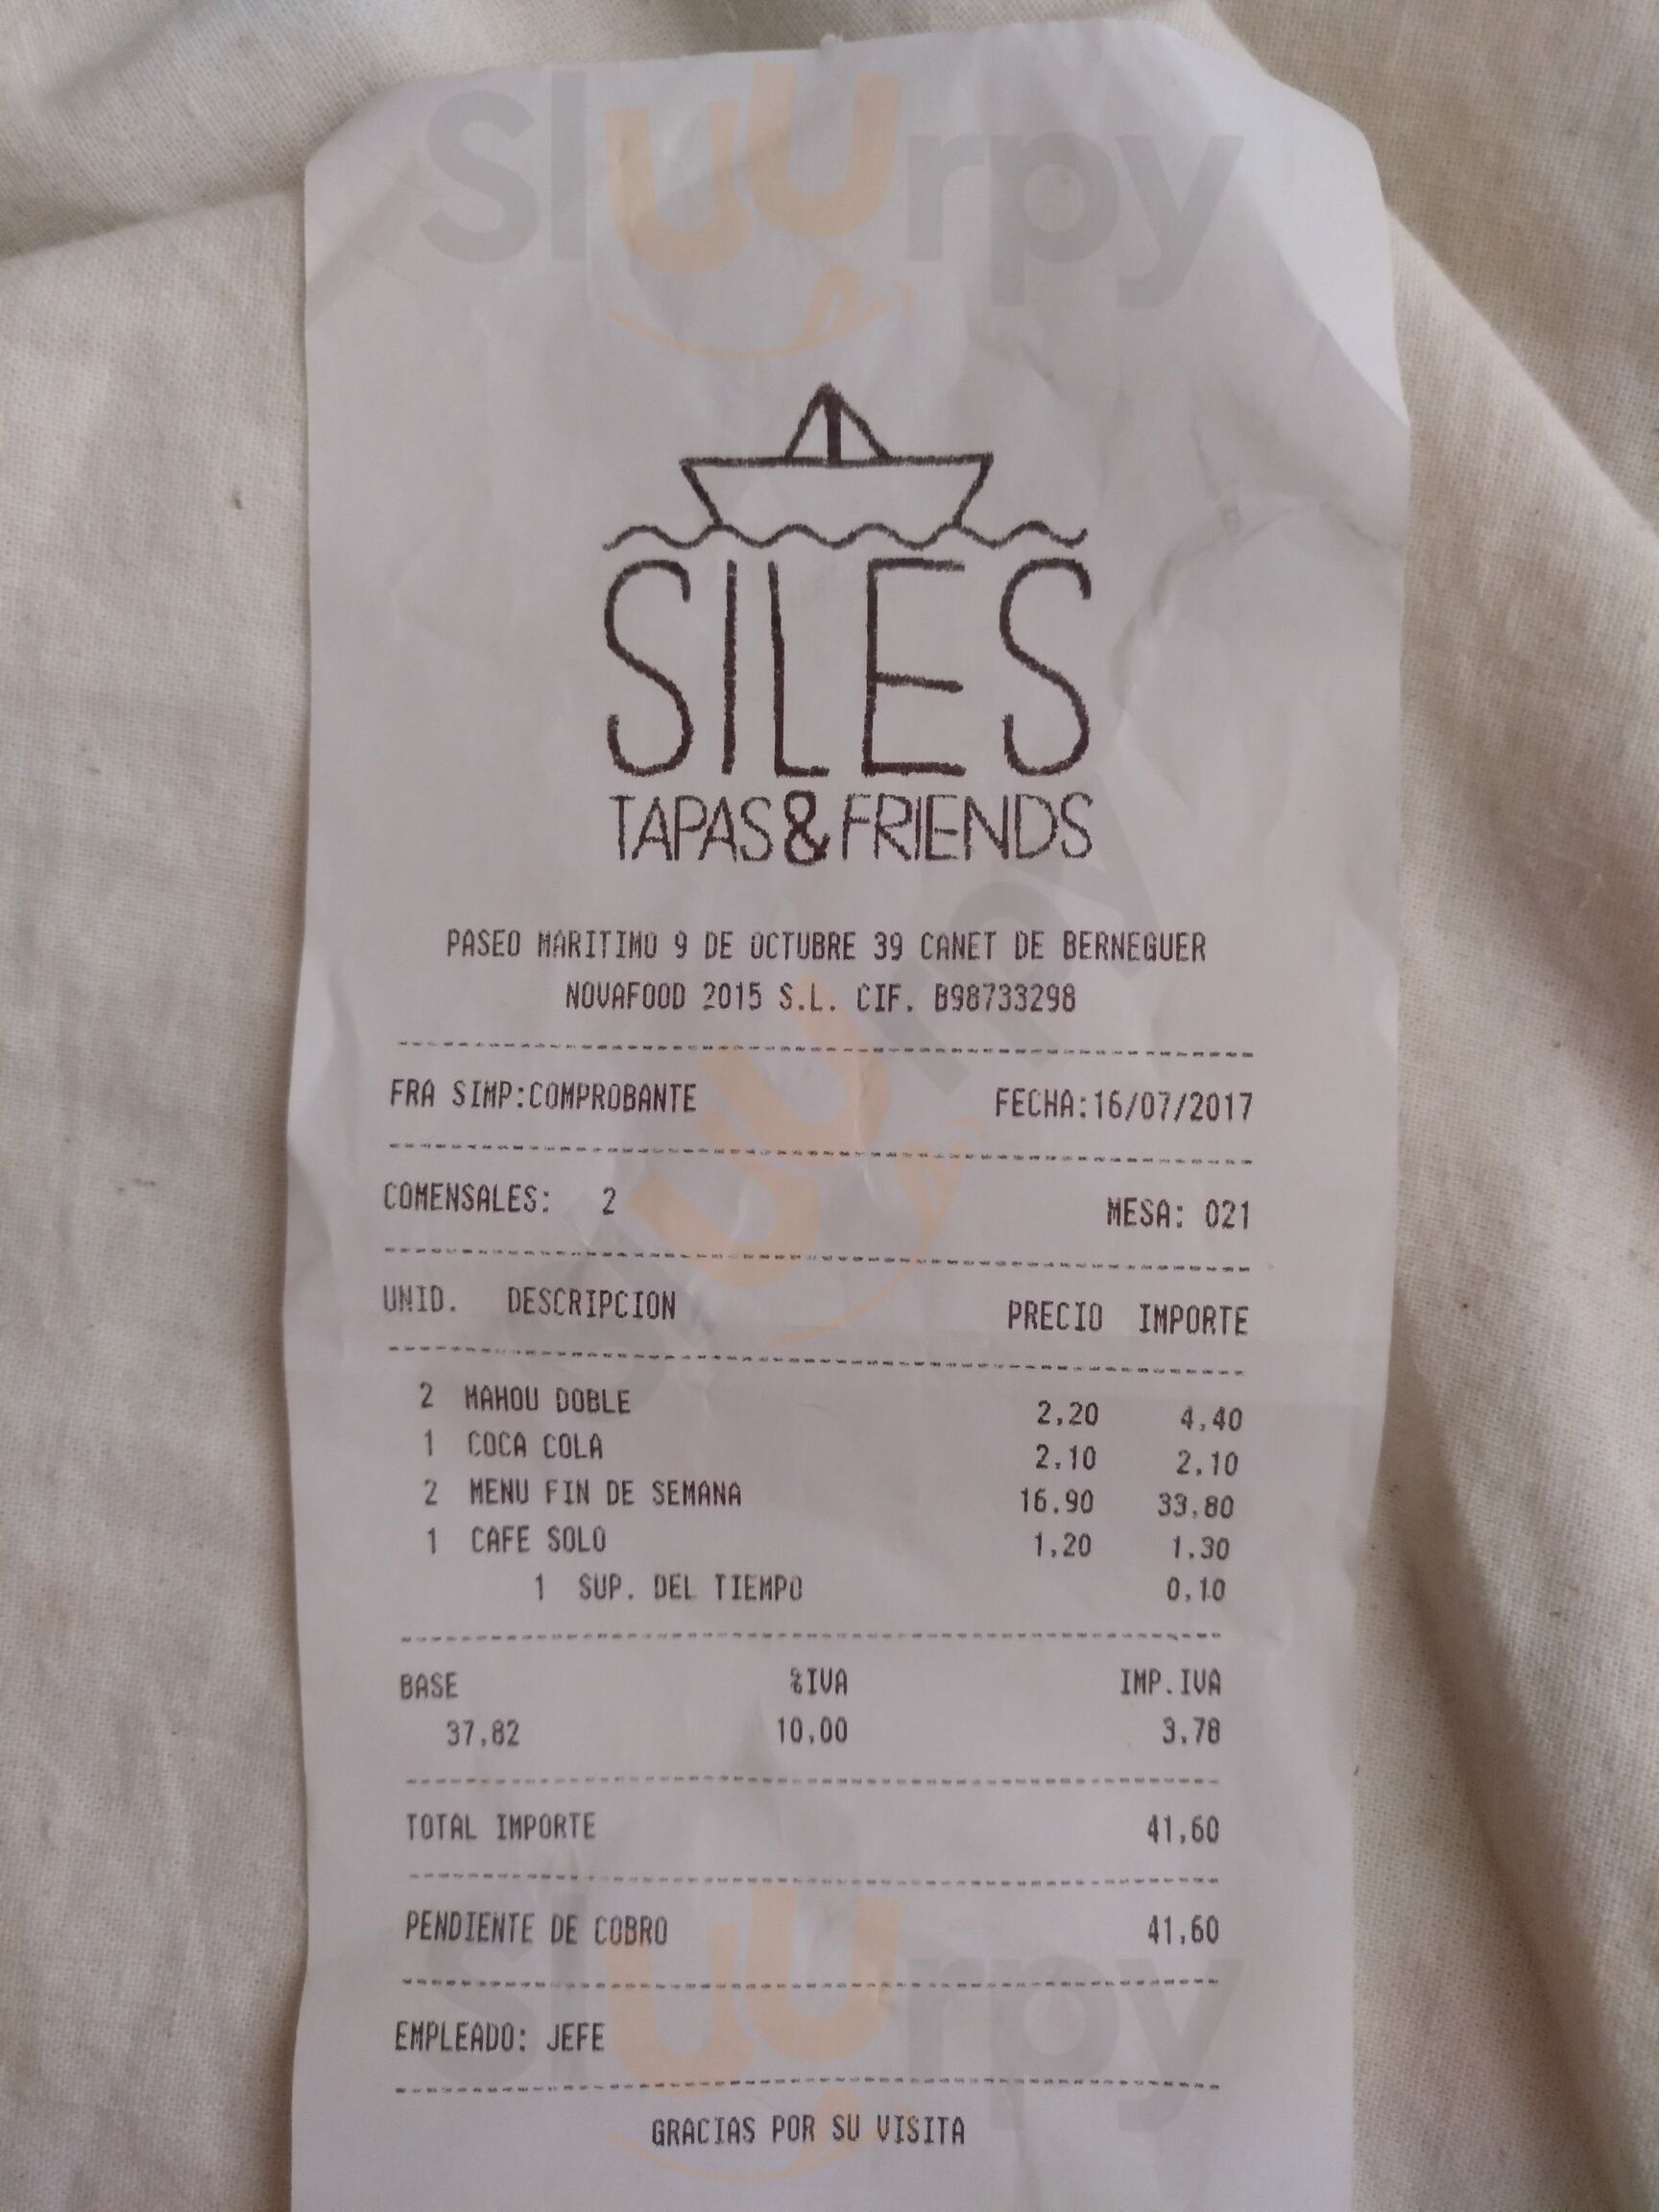 Sluurpy
SILES
TAPAS&FRIENDS
PASEO MARITIMO 9 DE OCTUBRE 39 CANET DE BERNEGUER
NOVAFOOD 2015 S.L. CIF. B98733298
FRA SIMP:COMPROBANTE FECHA:16/07/2017
COMENSALES: 2 MESA: 021
UNID. DESCRIPCION PRECIO IMPORTE
2 MAHOU DOBLE 2,20 4,40
1 COCA COLA 2,10 2,10
2 MENU FIN DE SEMANA 16,90 33,80
1 CAFE SOLO 1,20 1,30
1 SUP. DEL TIEMPO 0,10
BASE %IVA IMP.IVA
37,82 10,00 3,78
TOTAL IMPORTE 41,60
PENDIENTE DE COBRO 41,60
EMPLEADO: JEFE
GRACIAS POR SU VISITA
Sluurpy
Sluurpy